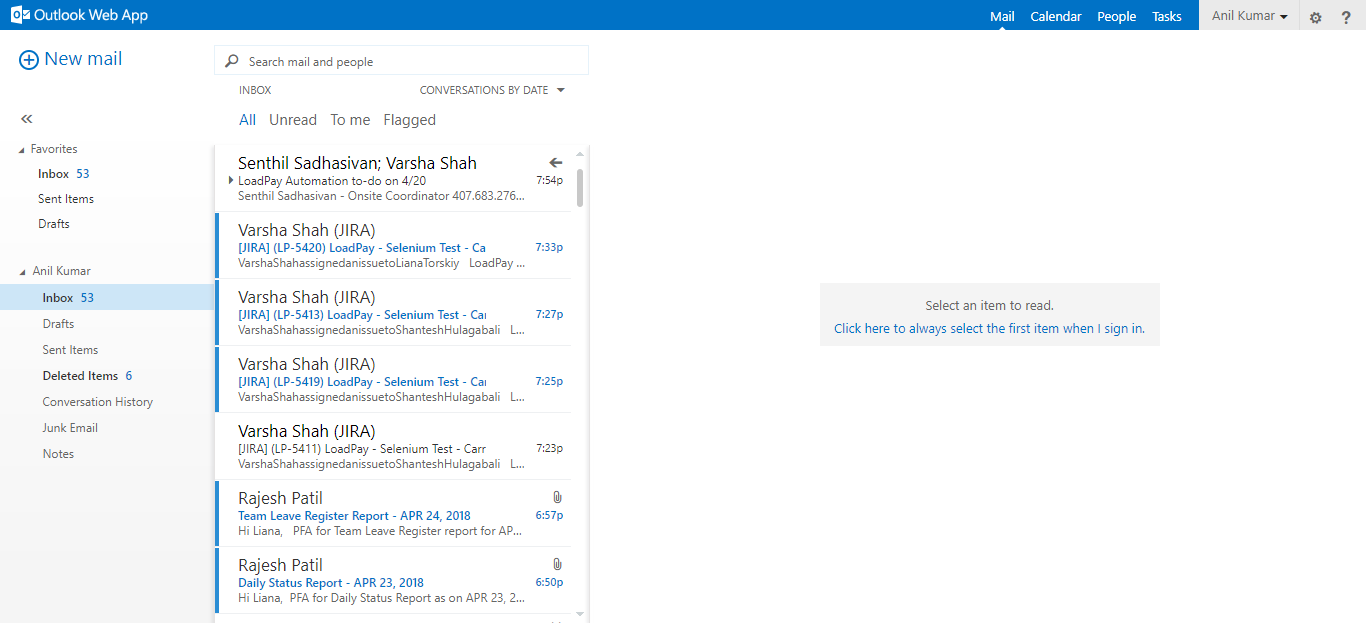 Outlook Web App
Mail Calendar People Tasks Anil Kumar
New mail
Search mail and people
INBOX CONVERSATIONS BY DATE
All Unread To me Flagged
Favorites
Inbox 53
Sent Items
Drafts
Anil Kumar
Inbox 53
Drafts
Sent Items
Deleted Items 6
Conversation History
Junk Email
Notes
Senthil Sadhasivan; Varsha Shah
LoadPay Automation to-do on 4/20 7:54p
Senthil Sadhasivan - Onsite Coordinator 407.683.276...
Varsha Shah (JIRA)
[JIRA] (LP-5420) LoadPay - Selenium Test - Ca 7:33p
VarshaShahassignedanissuetoLianaTorskiy LoadPay ...
Varsha Shah (JIRA)
[JIRA] (LP-5413) LoadPay - Selenium Test - Car 7:27p
VarshaShahassignedanissuetoShanteshHulagabali L...
Varsha Shah (JIRA)
[JIRA] (LP-5419) LoadPay - Selenium Test - Car 7:25p
VarshaShahassignedanissuetoShanteshHulagabali L...
Varsha Shah (JIRA)
[JIRA] (LP-5411) LoadPay - Selenium Test - Carr 7:23p
VarshaShahassignedanissuetoShanteshHulagabali L...
Rajesh Patil
Team Leave Register Report - APR 24, 2018 6:57p
Hi Liana, PFA for Team Leave Register report for AP...
Rajesh Patil
Daily Status Report - APR 23, 2018 6:50p
Hi Liana, PFA for Daily Status Report as on APR 23, 2...
Select an item to read.
Click here to always select the first item when I sign in.